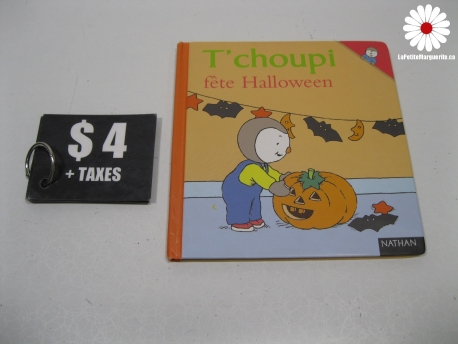 LaPetiteMarguerite.ca
T'choupi
fête Halloween
$ 4
+ TAXES
NATHAN